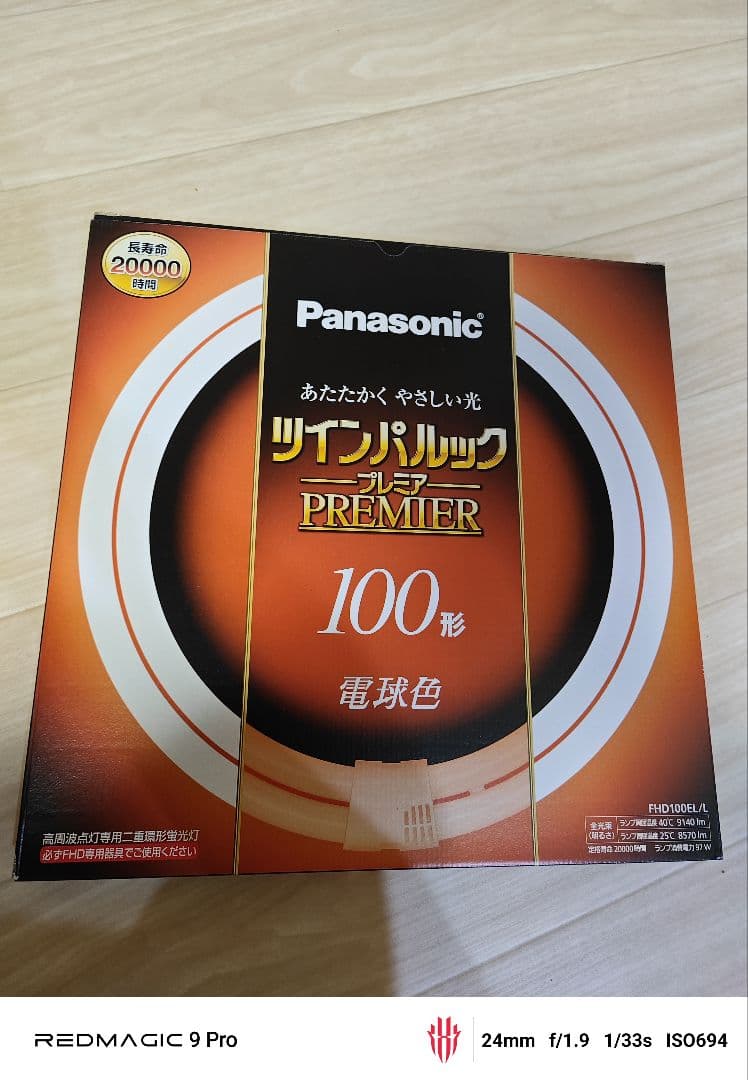 長寿命
20000
時間
Panasonic®
あたたかく やさしい光
ツインパルック
プレミア
PREMIER
100形
電球色
FHD100EL/L
全光束
(明るさ)
ランプ周囲温度 40℃ 9140 lm
ランプ周囲温度 25℃ 8570 lm
定格寿命 20000時間 ランプ消費電力 97 W
高周波点灯専用二重環形蛍光灯
必ずFHD専用器具でご使用ください
REDMAGIC 9 Pro
24mm f/1.9 1/33s ISO694